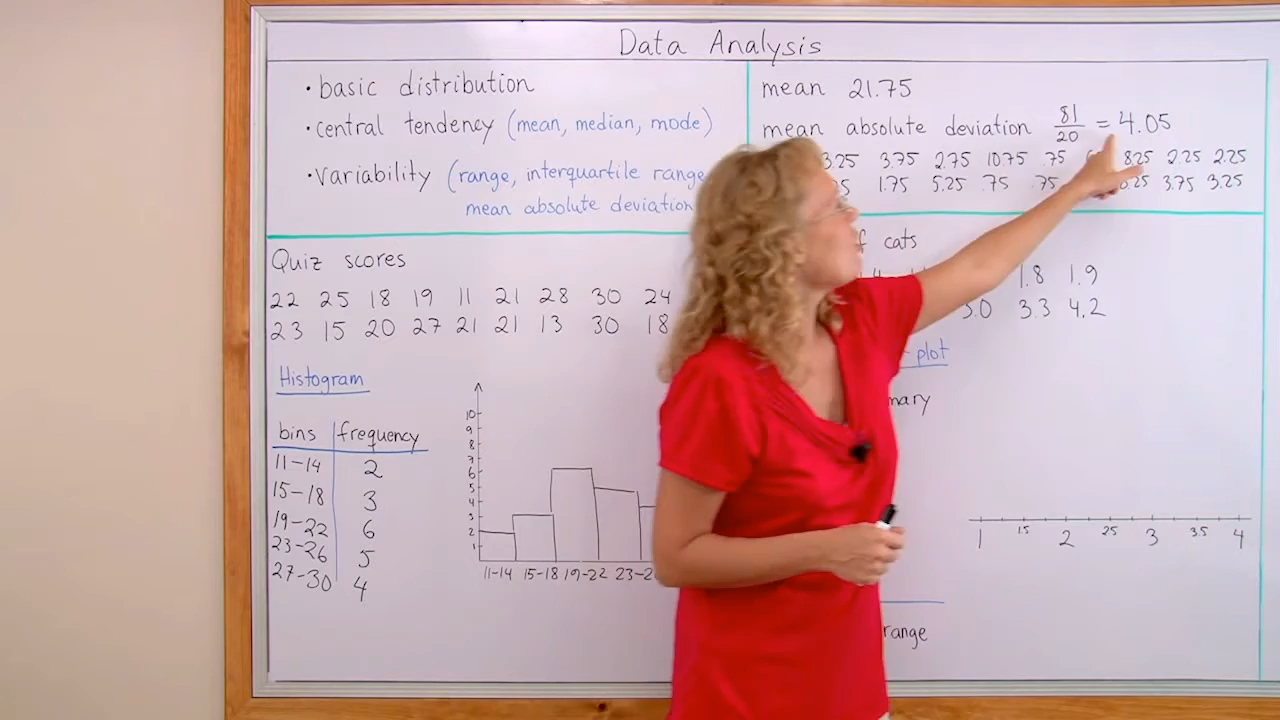 Data Analysis
· basic distribution
· central tendency (mean, median, mode)
· variability (range, interquartile range
mean absolute deviation
mean 21.75
mean absolute deviation 81/20 = 4.05
3.25 3.75 2.75 10.75 .75 8.25 2.25 2.25
1.75 5.25 .75 .75 3.75 3.25
Quiz scores
22 25 18 19 11 21 28 30 24
23 15 20 27 21 21 13 30 18
cats
1.8 1.9
3.0 3.3 4.2
plot
Histogram
bins frequency
11-14 2
15-18 3
19-22 6
23-26 5
27-30 4
10
9
8
7
6
5
4
3
2
1
11-14 15-18 19-22 23-2
1 1.5 2 2.5 3 3.5 4
range